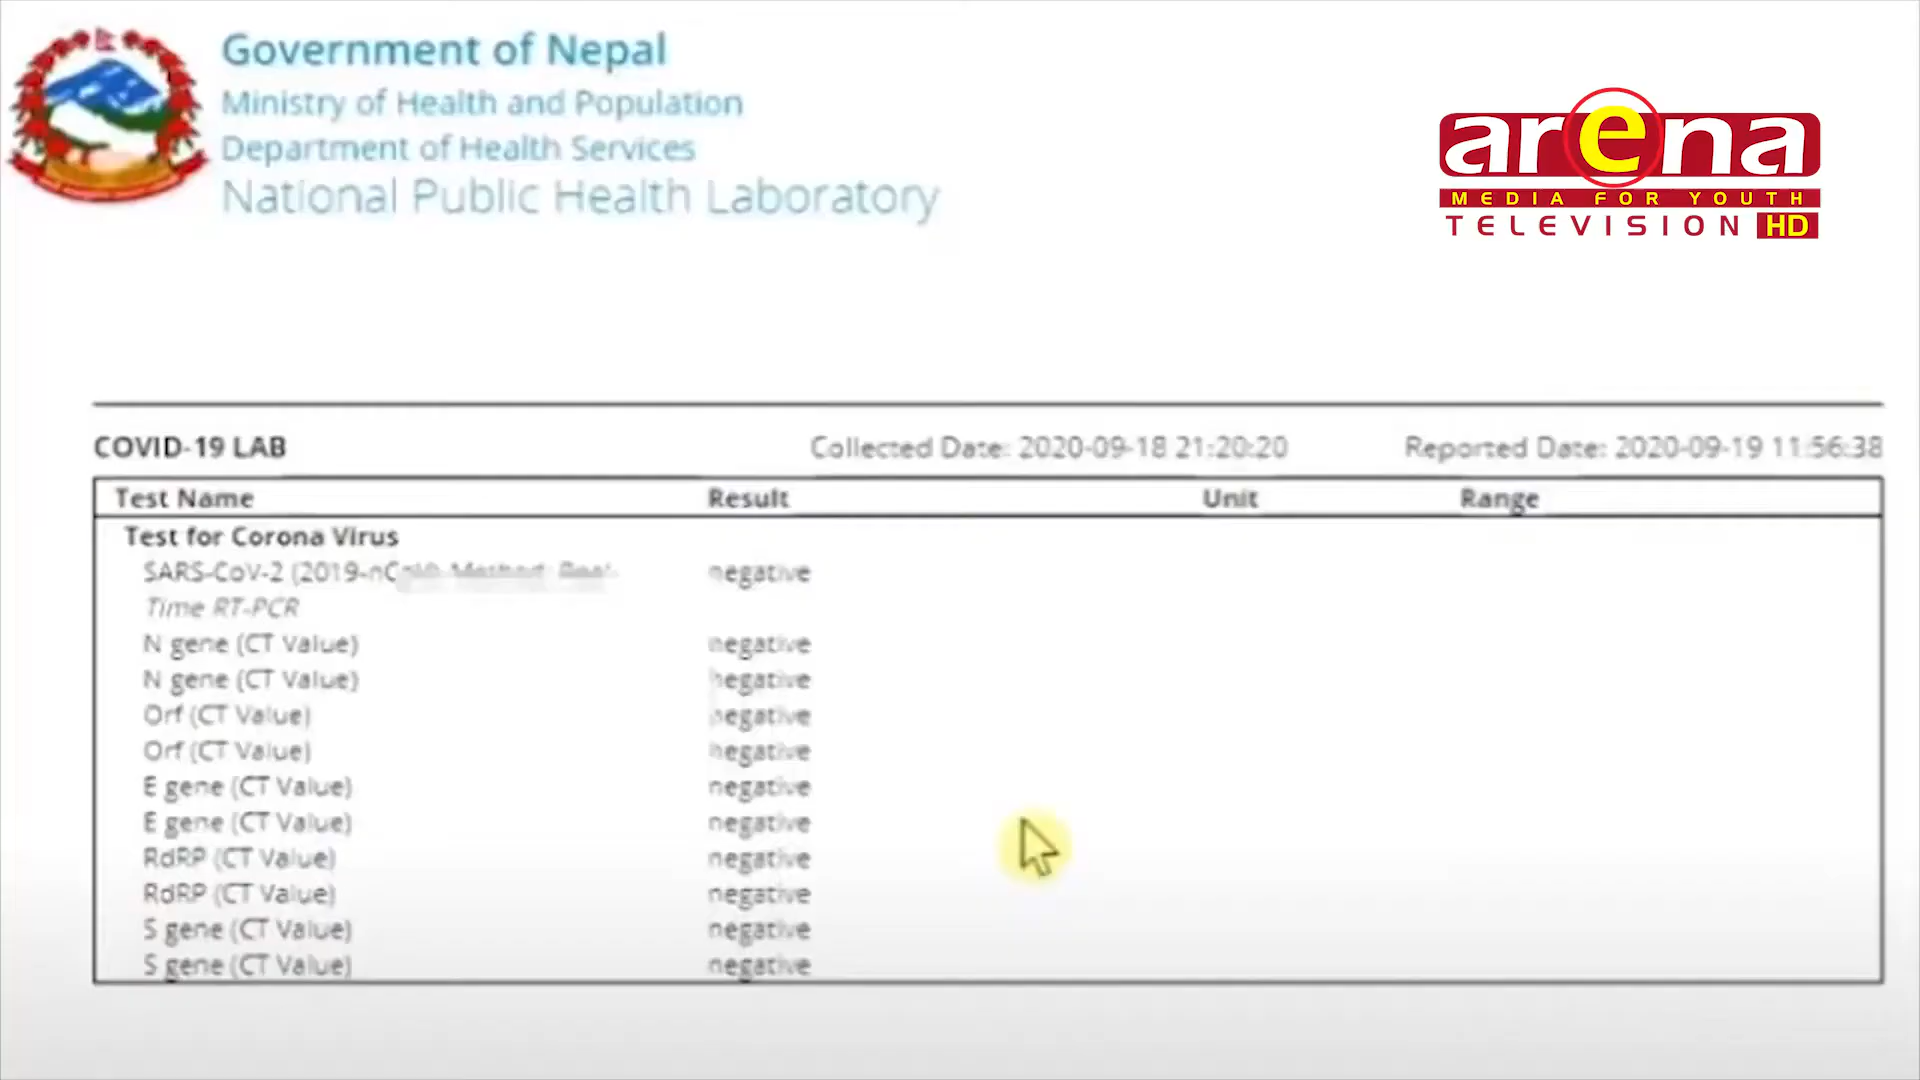 Government of Nepal
Ministry of Health and Population
Department of Health Services
National Public Health Laboratory
arena
MEDIA FOR YOUTH
TELEVISION HD
COVID-19 LAB Collected Date: 2020-09-18 21:20:20 Reported Date: 2020-09-19 11:56:38
Test Name Result Unit Range
Test for Corona Virus
SARS-CoV-2 (2019-nCoV) Method: Real- negative
Time RT-PCR
N gene (CT Value) negative
N gene (CT Value) negative
Orf (CT Value) negative
Orf (CT Value) negative
E gene (CT Value) negative
E gene (CT Value) negative
RdRP (CT Value) negative
RdRP (CT Value) negative
S gene (CT Value) negative
S gene (CT Value) negative